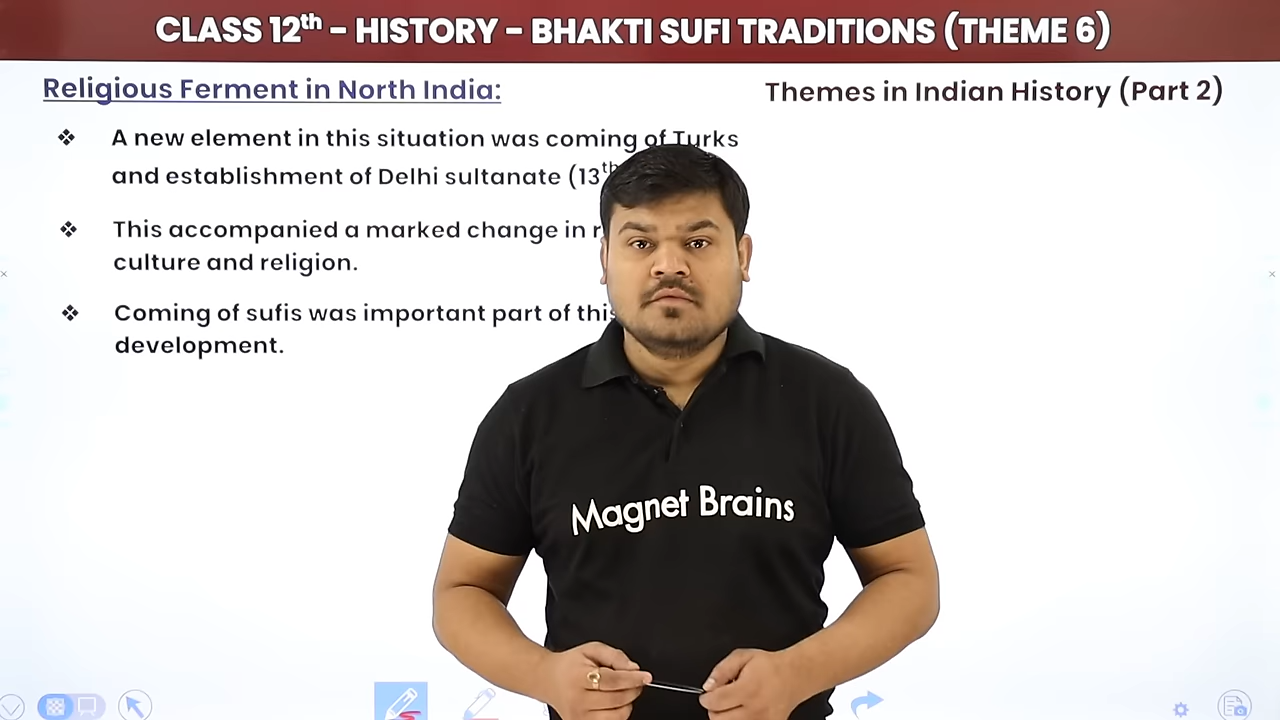 CLASS 12th - HISTORY - BHAKTI SUFI TRADITIONS (THEME 6)
Religious Ferment in North India:
Themes in Indian History (Part 2)
❖ A new element in this situation was coming of Turks
and establishment of Delhi sultanate (13th
❖ This accompanied a marked change in
culture and religion.
❖ Coming of sufis was important part of this
development.
Magnet Brains